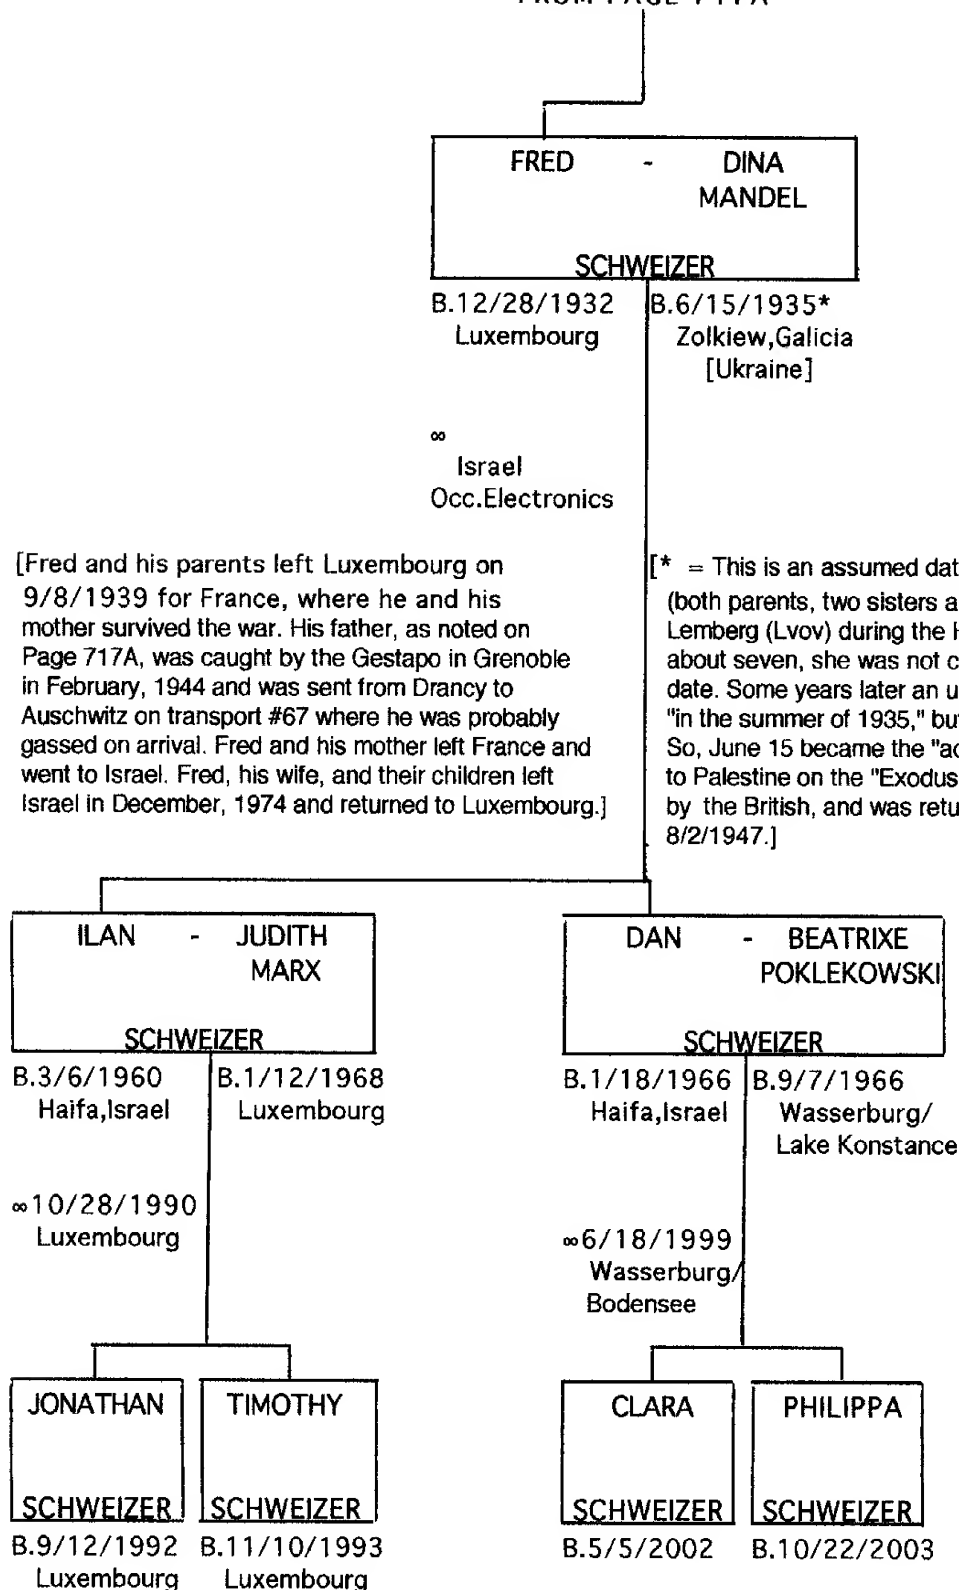 FROM PAGE 717A
FRED - DINA
MANDEL
SCHWEIZER
B.12/28/1932 B.6/15/1935*
Luxembourg Zolkiew,Galicia
[Ukraine]
∞
Israel
Occ.Electronics
[Fred and his parents left Luxembourg on
9/8/1939 for France, where he and his
mother survived the war. His father, as noted on
Page 717A, was caught by the Gestapo in Grenoble
in February, 1944 and was sent from Drancy to
Auschwitz on transport #67 where he was probably
gassed on arrival. Fred and his mother left France and
went to Israel. Fred, his wife, and their children left
Israel in December, 1974 and returned to Luxembourg.]
[* = This is an assumed dat
(both parents, two sisters a
Lemberg (Lvov) during the H
about seven, she was not c
date. Some years later an u
"in the summer of 1935," bu
So, June 15 became the "ac
to Palestine on the "Exodus
by the British, and was retu
8/2/1947.]
ILAN - JUDITH
MARX
SCHWEIZER
B.3/6/1960 B.1/12/1968
Haifa,Israel Luxembourg
∞10/28/1990
Luxembourg
DAN - BEATRIXE
POKLEKOWSKI
SCHWEIZER
B.1/18/1966 B.9/7/1966
Haifa,Israel Wasserburg/
Lake Konstance
∞6/18/1999
Wasserburg/
Bodensee
JONATHAN
SCHWEIZER
B.9/12/1992
Luxembourg
TIMOTHY
SCHWEIZER
B.11/10/1993
Luxembourg
CLARA
SCHWEIZER
B.5/5/2002
PHILIPPA
SCHWEIZER
B.10/22/2003